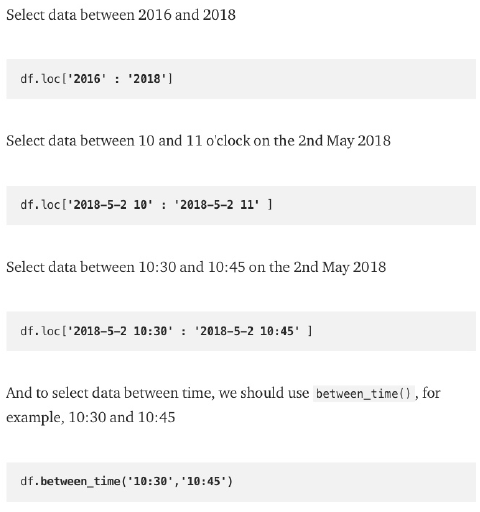 Select data between 2016 and 2018
df.loc['2016' : '2018']
Select data between 10 and 11 o'clock on the 2nd May 2018
df.loc['2018-5-2 10' : '2018-5-2 11' ]
Select data between 10:30 and 10:45 on the 2nd May 2018
df.loc['2018-5-2 10:30' : '2018-5-2 10:45' ]
And to select data between time, we should use between_time(), for
example, 10:30 and 10:45
df.between_time('10:30','10:45')